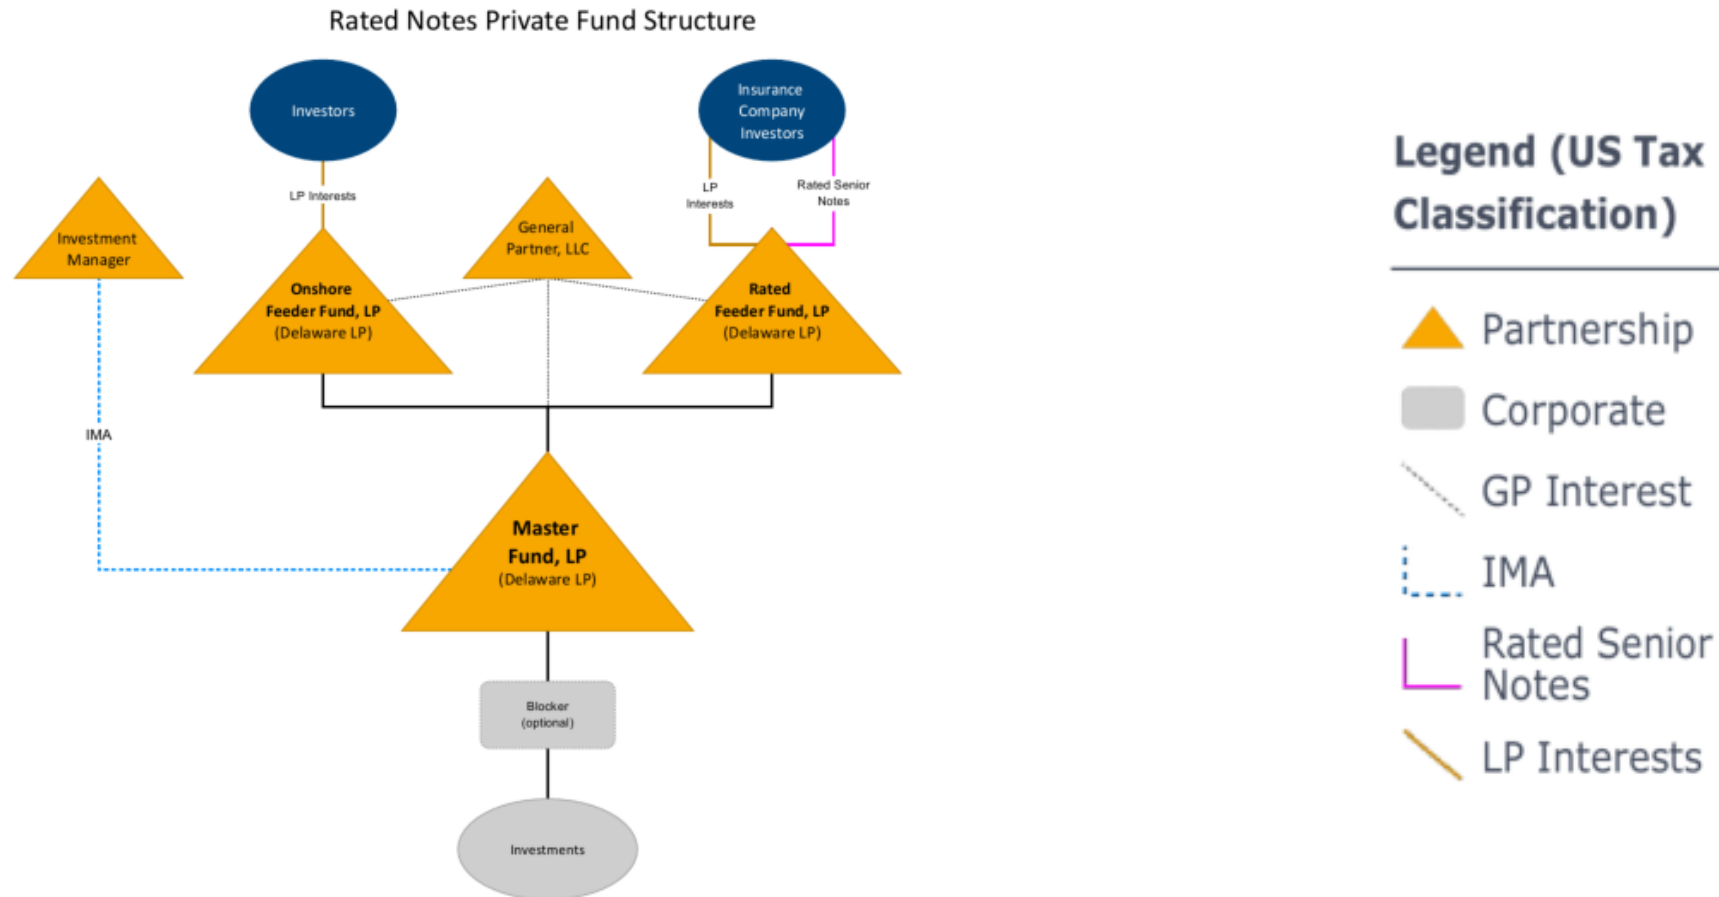 Rated Notes Private Fund Structure
Investors
Insurance
Company
Investors
LP Interests
LP
Interests
Rated Senior
Notes
Investment
Manager
General
Partner, LLC
Onshore
Feeder Fund, LP
(Delaware LP)
Rated
Feeder Fund, LP
(Delaware LP)
IMA
Master
Fund, LP
(Delaware LP)
Blocker
(optional)
Investments
Legend (US Tax
Classification)
Partnership
Corporate
GP Interest
IMA
Rated Senior
Notes
LP Interests